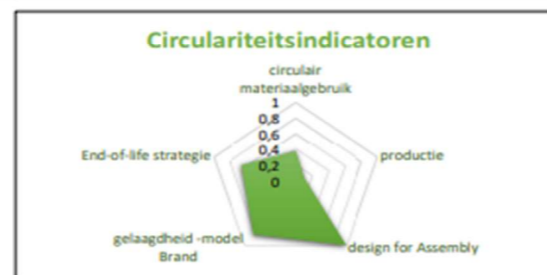 Circulariteitsindicatoren
circulair
materiaalgebruik
1
0,8
0,6
0,4
0,2
0
End-of-life strategie
productie
gelaagdheid -model
Brand
design for Assembly